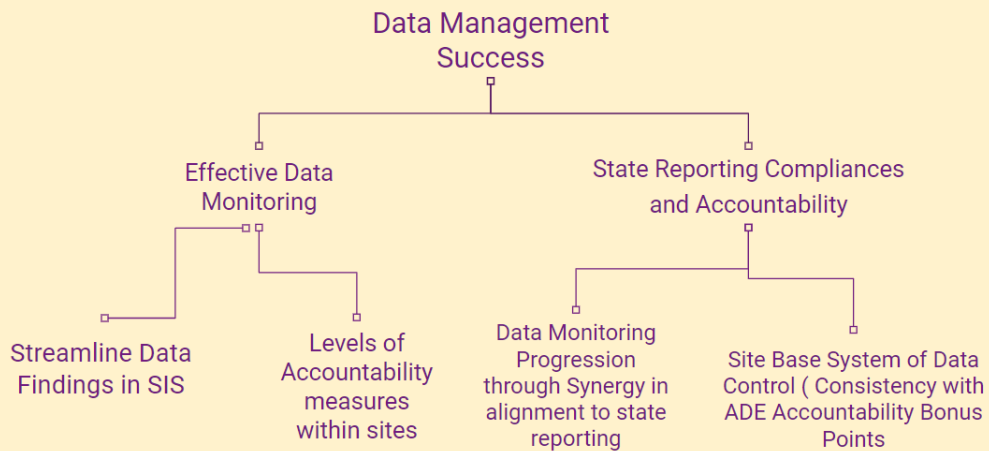 Data Management
Success
Effective Data
Monitoring
State Reporting Compliances
and Accountability
Streamline Data
Findings in SIS
Levels of
Accountability
measures
within sites
Data Monitoring
Progression
through Synergy in
alignment to state
reporting
Site Base System of Data
Control ( Consistency with
ADE Accountability Bonus
Points